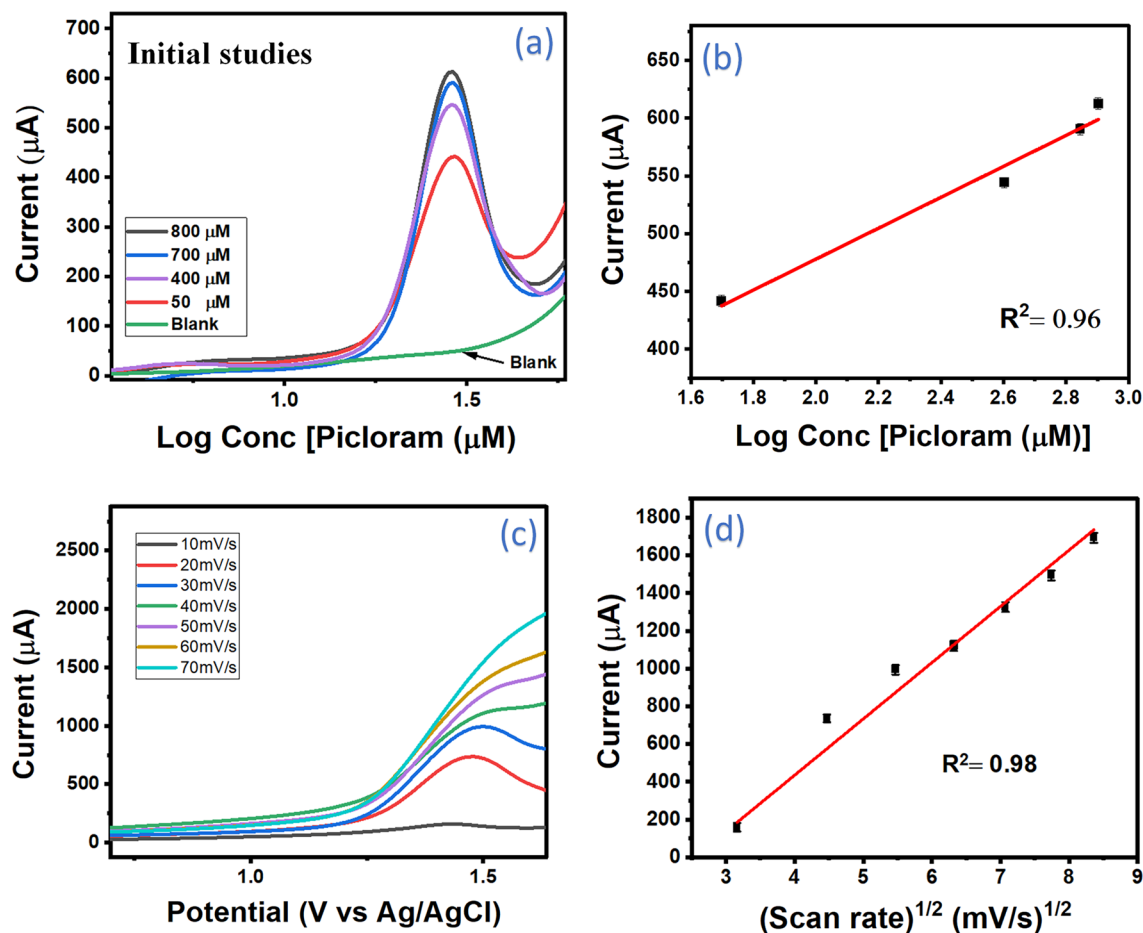 (a)
Initial studies
Current (μA)
700
600
500
400
300
200
100
0
800 μM
700 μM
400 μM
50 μM
Blank
Blank
1.0
1.5
Log Conc [Picloram (μM)
(b)
Current (μA)
650
600
550
500
450
400
R²= 0.96
1.6
1.8
2.0
2.2
2.4
2.6
2.8
3.0
Log Conc [Picloram (μM)]
(c)
Current (μA)
2500
2000
1500
1000
500
0
10mV/s
20mV/s
30mV/s
40mV/s
50mV/s
60mV/s
70mV/s
1.0
1.5
Potential (V vs Ag/AgCl)
(d)
Current (μA)
1800
1600
1400
1200
1000
800
600
400
200
0
R²= 0.98
3
4
5
6
7
8
9
(Scan rate)¹/² (mV/s)¹/²